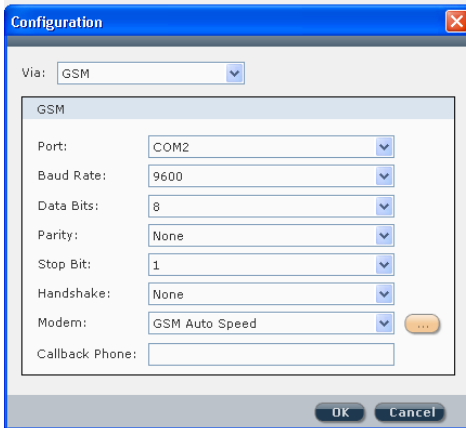 Configuration
Via: GSM
GSM
Port: COM2
Baud Rate: 9600
Data Bits: 8
Parity: None
Stop Bit: 1
Handshake: None
Modem: GSM Auto Speed ...
Callback Phone:
OK Cancel